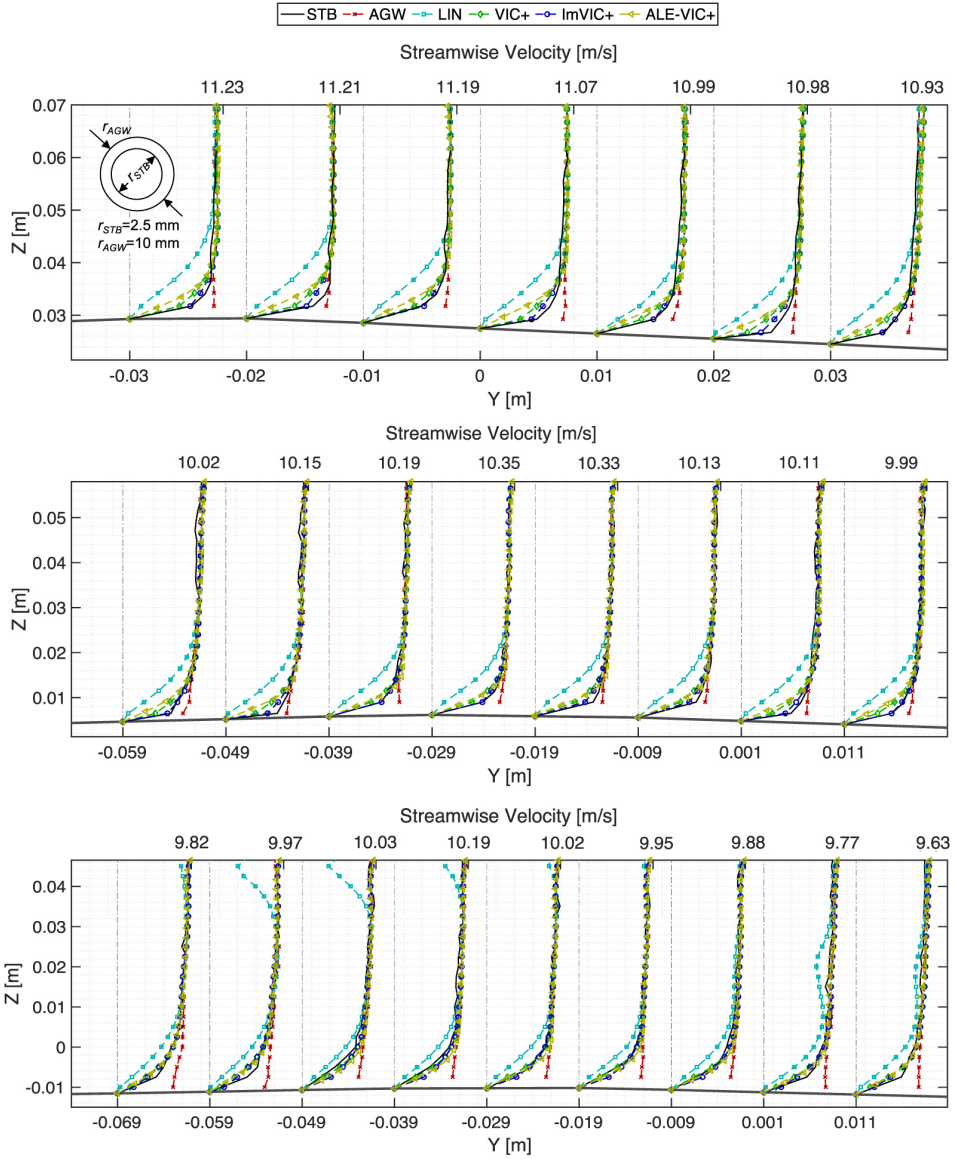 STB AGW LIN VIC+ ImVIC+ ALE-VIC+
Streamwise Velocity [m/s]
11.23 11.21 11.19 11.07 10.99 10.98 10.93
0.07
0.06
0.05
0.04
0.03
Z [m]
rAGW
rSTB
rSTB=2.5 mm
rAGW=10 mm
-0.03 -0.02 -0.01 0 0.01 0.02 0.03
Y [m]
Streamwise Velocity [m/s]
10.02 10.15 10.19 10.35 10.33 10.13 10.11 9.99
0.05
0.04
0.03
0.02
0.01
Z [m]
-0.059 -0.049 -0.039 -0.029 -0.019 -0.009 0.001 0.011
Y [m]
Streamwise Velocity [m/s]
9.82 9.97 10.03 10.19 10.02 9.95 9.88 9.77 9.63
0.04
0.03
0.02
0.01
0
-0.01
Z [m]
-0.069 -0.059 -0.049 -0.039 -0.029 -0.019 -0.009 0.001 0.011
Y [m]